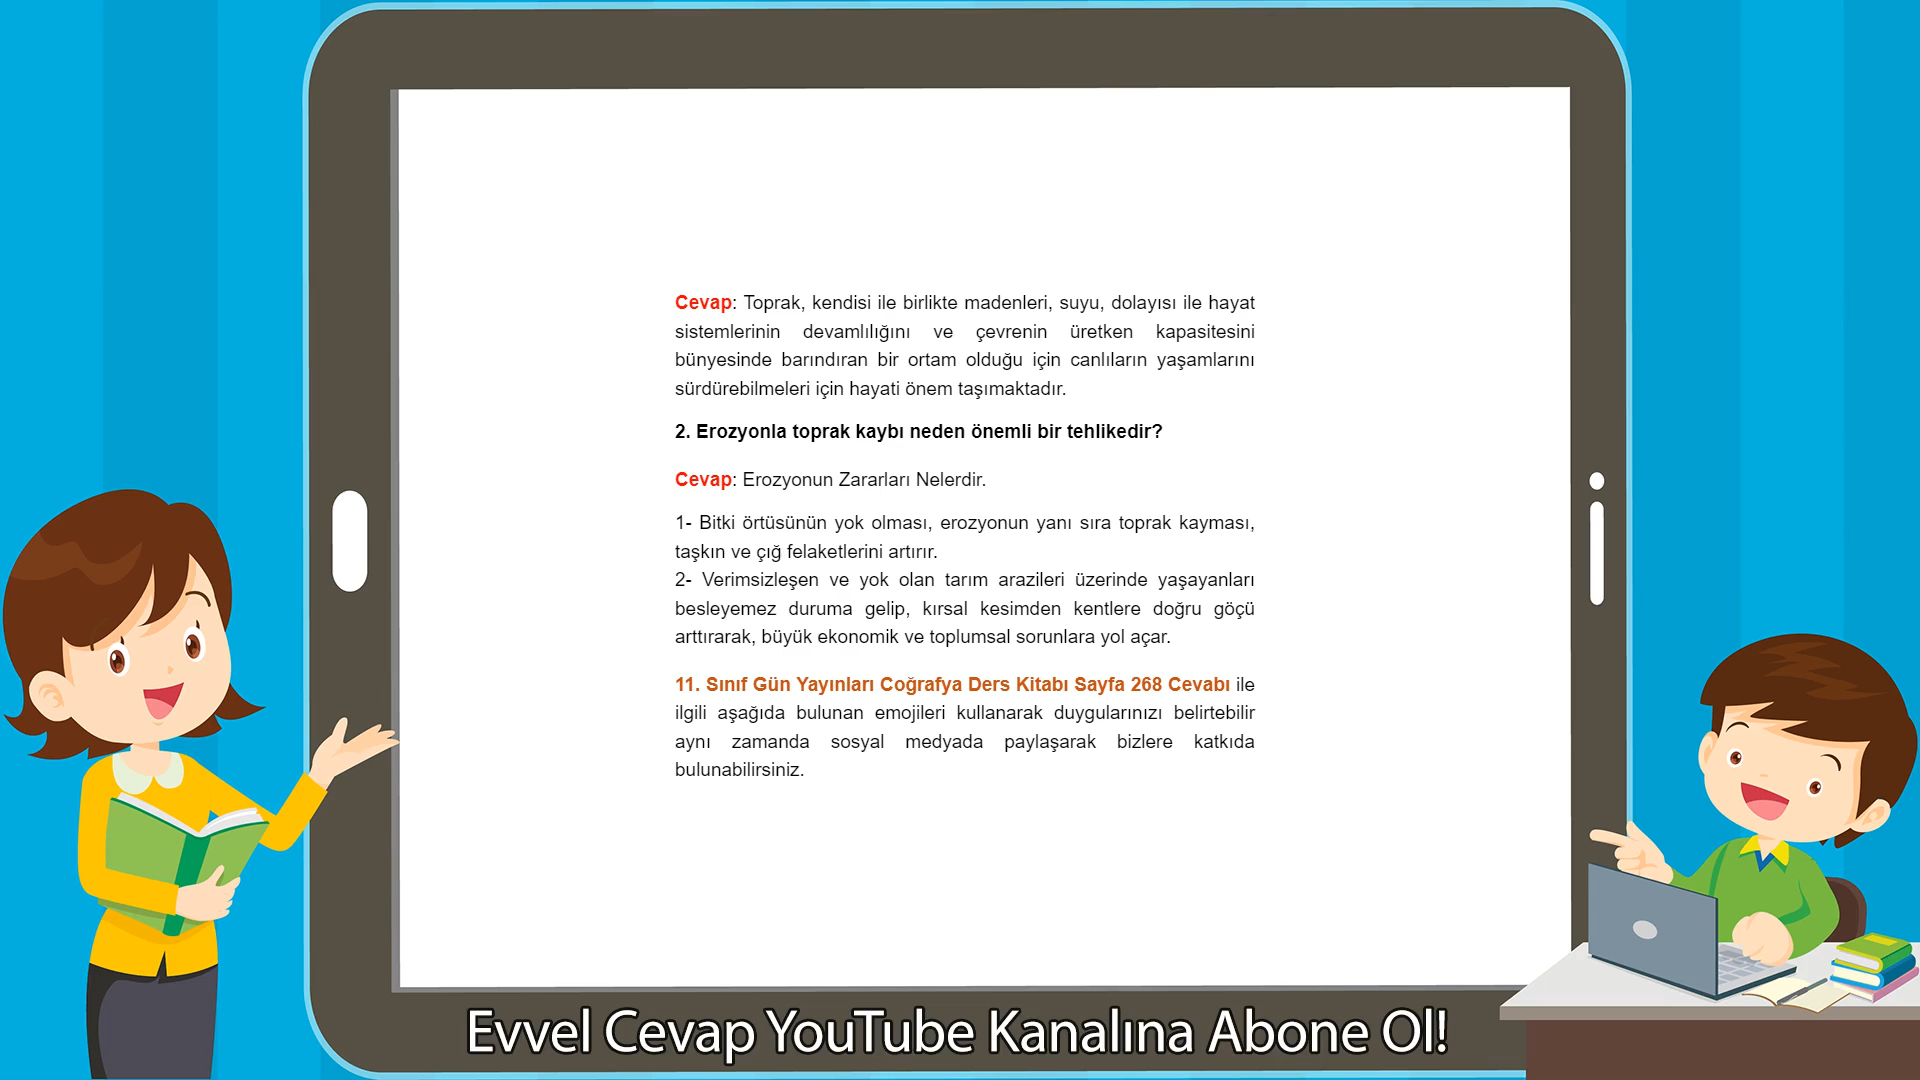 Cevap: Toprak, kendisi ile birlikte madenleri, suyu, dolayısı ile hayat
sistemlerinin devamlılığını ve çevrenin üretken kapasitesini
bünyesinde barındıran bir ortam olduğu için canlıların yaşamlarını
sürdürebilmeleri için hayati önem taşımaktadır.
2. Erozyonla toprak kaybı neden önemli bir tehlikedir?
Cevap: Erozyonun Zararları Nelerdir.
1- Bitki örtüsünün yok olması, erozyonun yanı sıra toprak kayması,
taşkın ve çığ felaketlerini artırır.
2- Verimsizleşen ve yok olan tarım arazileri üzerinde yaşayanları
besleyemez duruma gelip, kırsal kesimden kentlere doğru göçü
arttırarak, büyük ekonomik ve toplumsal sorunlara yol açar.
11. Sınıf Gün Yayınları Coğrafya Ders Kitabı Sayfa 268 Cevabı ile
ilgili aşağıda bulunan emojileri kullanarak duygularınızı belirtebilir
aynı zamanda sosyal medyada paylaşarak bizlere katkıda
bulunabilirsiniz.
Evvel Cevap YouTube Kanalına Abone Ol!